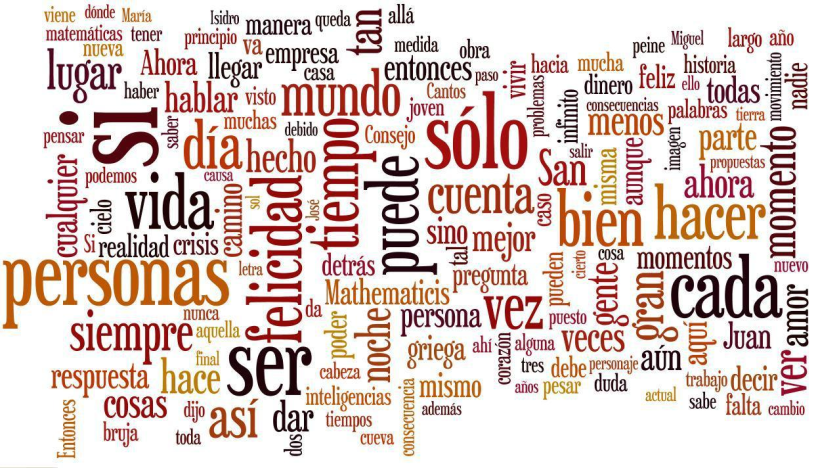 viene
dónde
María
matemáticas
tener
nueva
lugar
Ahora
haber
Isidro
principio
va
llegar
manera
queda
empresa
casa
tan
allá
medida
obra
entonces
paso
hablar
visto
muchas
mundo
debido
joven
Cantos
Consejo
vivir
hacia
problemas
mucha
peine
Miguel
largo
año
dinero
feliz
historia
ello
todas
movimiento
nadie
infinito
consecuencias
menos
palabras
tierra
parte
propuestas
imagen
pensar
si
saber
día
hecho
tiempo
sólo
San
salir
misma
aunque
ahora
momento
cualquier
podemos
causa
vida
cielo
Si
realidad
crisis
camino
sol
felicidad
José
puede
cuenta
caso
bien
hacer
sino
mejor
tal
detrás
pregunta
pueden
cierto
cosa
gente
momentos
nuevo
personas
letra
da
Mathematicis
gran
cada
amor
siempre
nunca
aquella
poder
noche
persona
vez
puesto
veces
aquí
Juan
final
ser
cabeza
griega
ahí
alguna
corazón
tres
debe
personaje
aún
ver
respuesta
hace
inteligencias
mismo
años
pesar
duda
actual
trabajo
decir
Entonces
cosas
dijo
así
dar
dos
tiempos
consecuencia
además
sabe
falta
cambio
bruja
toda
cueva